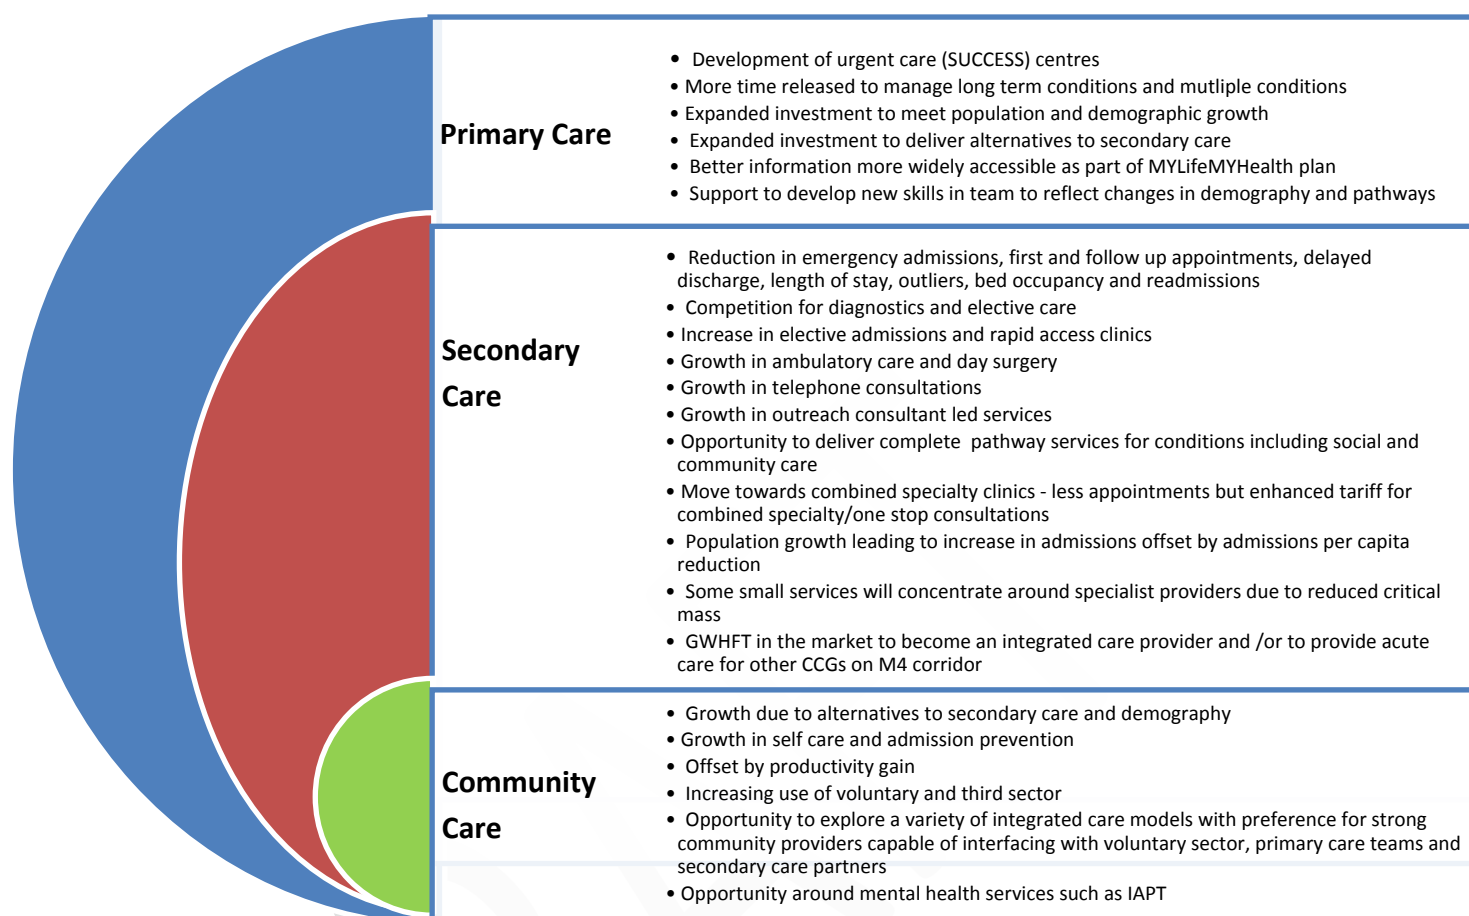 Primary Care
• Development of urgent care (SUCCESS) centres
• More time released to manage long term conditions and mutliple conditions
• Expanded investment to meet population and demographic growth
• Expanded investment to deliver alternatives to secondary care
• Better information more widely accessible as part of MYLifeMYHealth plan
• Support to develop new skills in team to reflect changes in demography and pathways
Secondary
Care
• Reduction in emergency admissions, first and follow up appointments, delayed
discharge, length of stay, outliers, bed occupancy and readmissions
• Competition for diagnostics and elective care
• Increase in elective admissions and rapid access clinics
• Growth in ambulatory care and day surgery
• Growth in telephone consultations
• Growth in outreach consultant led services
• Opportunity to deliver complete pathway services for conditions including social and
community care
• Move towards combined specialty clinics - less appointments but enhanced tariff for
combined specialty/one stop consultations
• Population growth leading to increase in admissions offset by admissions per capita
reduction
• Some small services will concentrate around specialist providers due to reduced critical
mass
• GWHFT in the market to become an integrated care provider and /or to provide acute
care for other CCGs on M4 corridor
Community
Care
• Growth due to alternatives to secondary care and demography
• Growth in self care and admission prevention
• Offset by productivity gain
• Increasing use of voluntary and third sector
• Opportunity to explore a variety of integrated care models with preference for strong
community providers capable of interfacing with voluntary sector, primary care teams and
secondary care partners
• Opportunity around mental health services such as IAPT